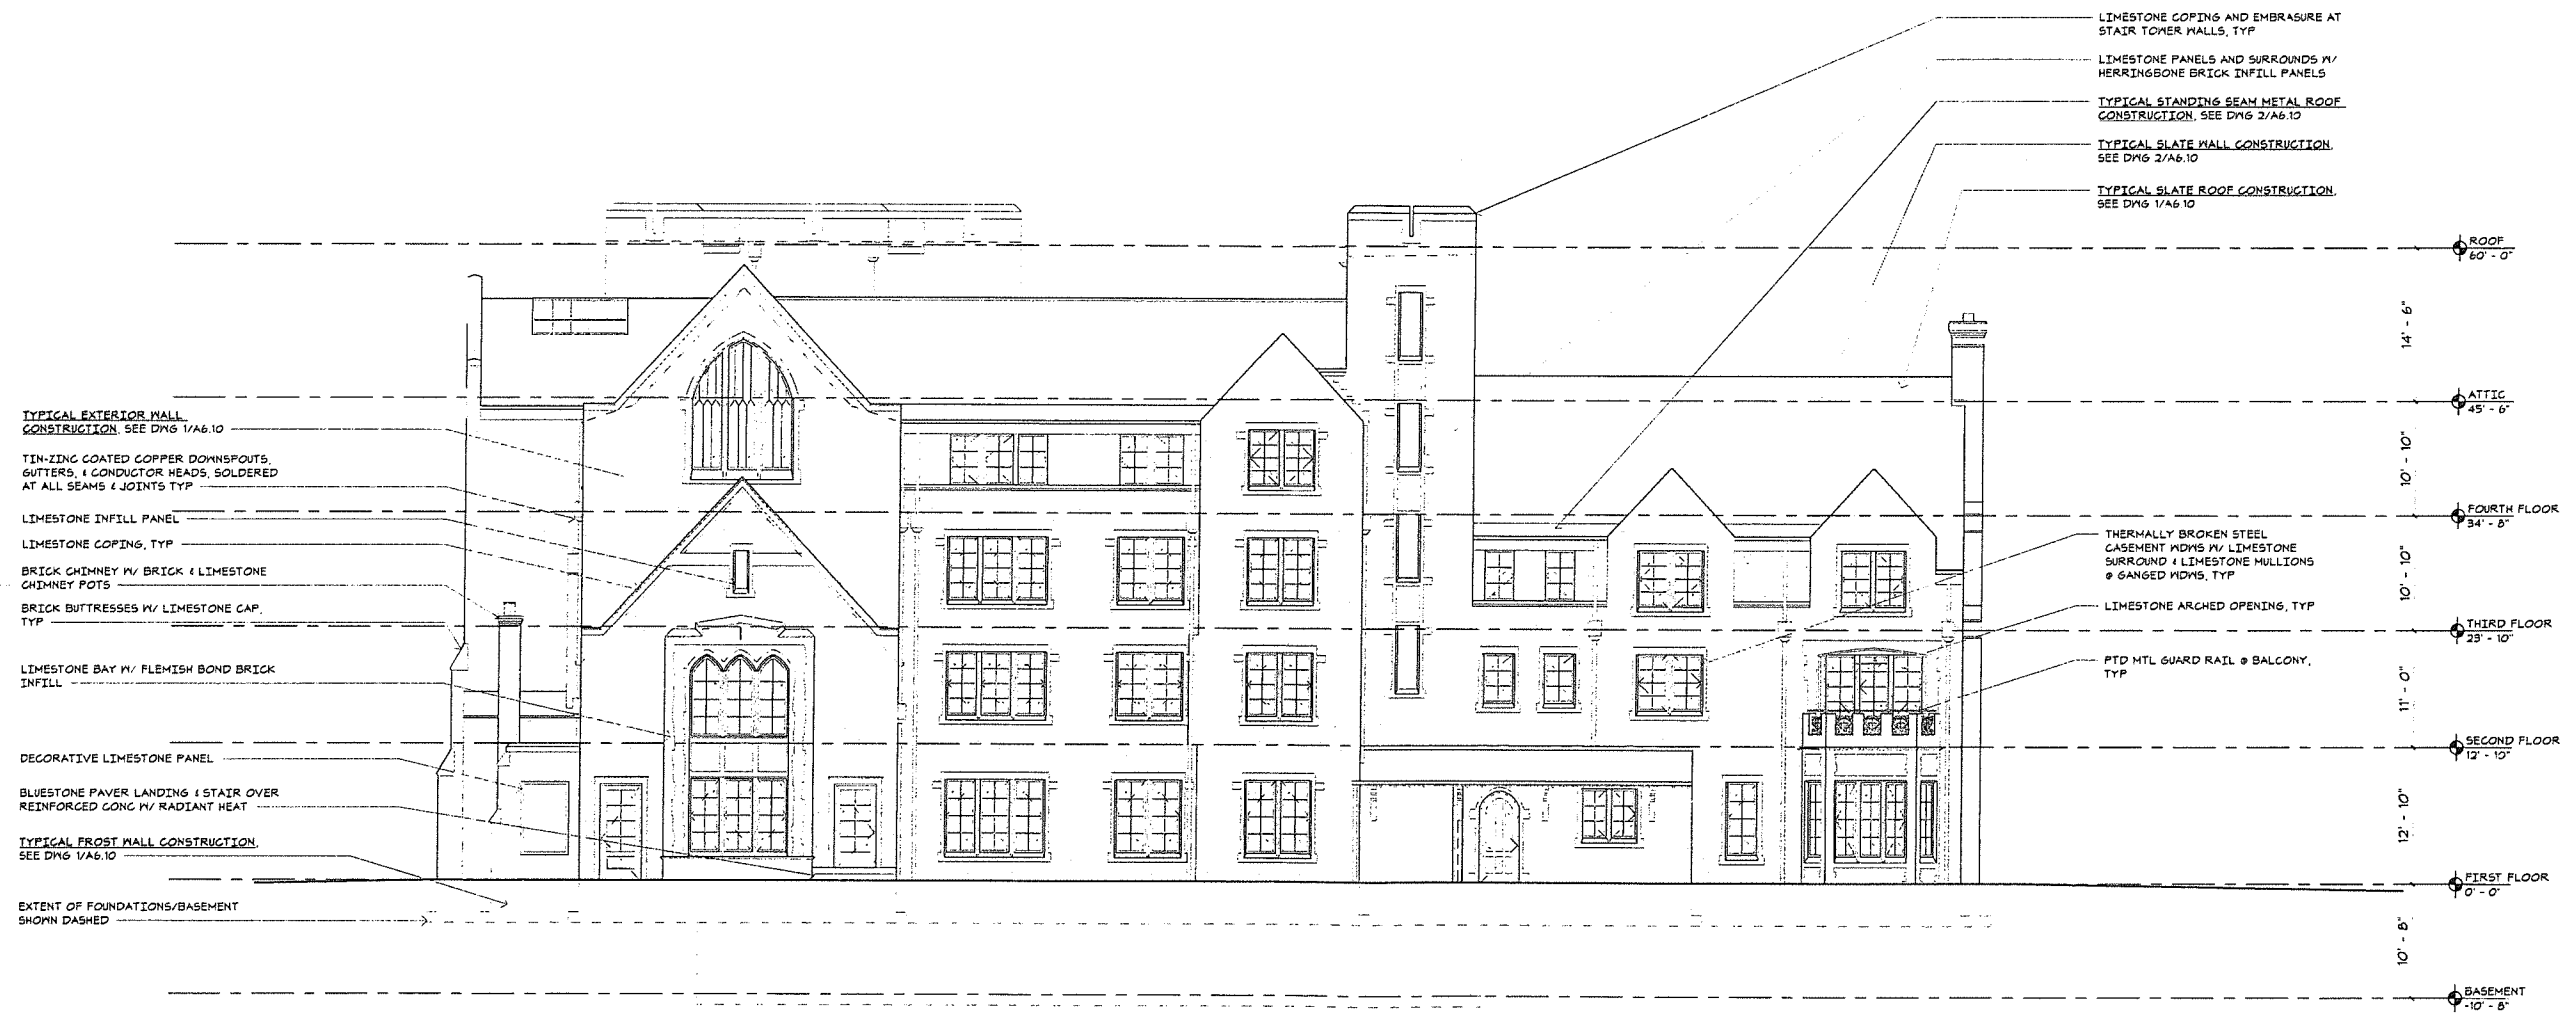 LIMESTONE COPING AND EMBRASURE AT
STAIR TOWER WALLS, TYP
LIMESTONE PANELS AND SURROUNDS W/
HERRINGBONE BRICK INFILL PANELS
TYPICAL STANDING SEAM METAL ROOF
CONSTRUCTION, SEE DWG 2/A6.10
TYPICAL SLATE WALL CONSTRUCTION,
SEE DWG 2/A6.10
TYPICAL SLATE ROOF CONSTRUCTION,
SEE DWG 1/A6.10
ROOF
60' - 0"
14' - 6"
ATTIC
45' - 6"
10' - 10"
FOURTH FLOOR
34' - 8"
10' - 10"
THIRD FLOOR
23' - 10"
11' - 0"
SECOND FLOOR
12' - 10"
12' - 10"
FIRST FLOOR
0' - 0"
10' - 8"
BASEMENT
-10' - 8"
TYPICAL EXTERIOR WALL
CONSTRUCTION, SEE DWG 1/A6.10
TIN-ZINC COATED COPPER DOWNSPOUTS,
GUTTERS, & CONDUCTOR HEADS, SOLDERED
AT ALL SEAMS & JOINTS TYP
LIMESTONE INFILL PANEL
LIMESTONE COPING, TYP
BRICK CHIMNEY W/ BRICK & LIMESTONE
CHIMNEY POTS
BRICK BUTTRESSES W/ LIMESTONE CAP,
TYP
LIMESTONE BAY W/ FLEMISH BOND BRICK
INFILL
DECORATIVE LIMESTONE PANEL
BLUESTONE PAVER LANDING & STAIR OVER
REINFORCED CONC W/ RADIANT HEAT
TYPICAL FROST WALL CONSTRUCTION,
SEE DWG 1/A6.10
EXTENT OF FOUNDATIONS/BASEMENT
SHOWN DASHED
THERMALLY BROKEN STEEL
CASEMENT WDWS W/ LIMESTONE
SURROUND & LIMESTONE MULLIONS
@ GANGED WDWS, TYP
LIMESTONE ARCHED OPENING, TYP
PTD MTL GUARD RAIL @ BALCONY,
TYP